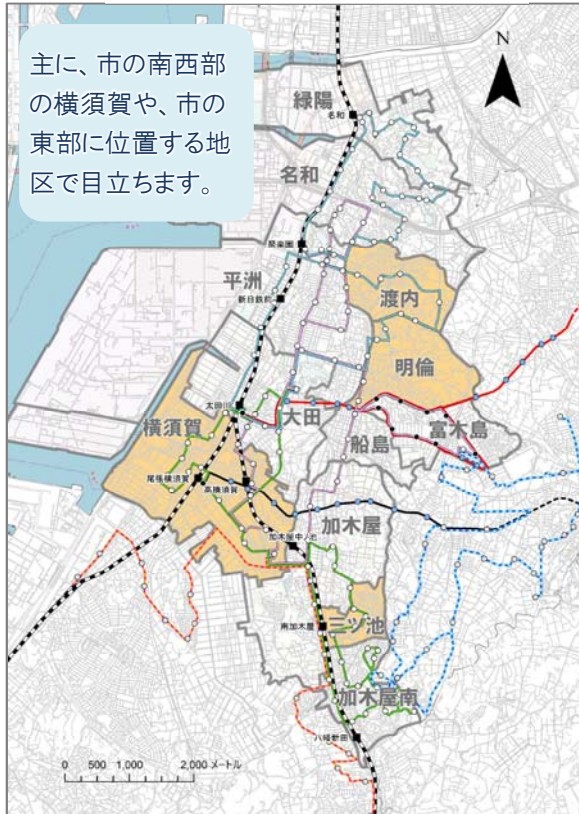 主に、市の南西部
の横須賀や、市の
東部に位置する地
区で目立ちます。
N
緑陽
名和
名和
聚楽園
平洲
新日鉄前
渡内
明倫
太田川
横須賀
大田
船島
富木島
尾張横須賀
高横須賀
加木屋
加木屋中ノ池
南加木屋
三ツ池
加木屋南
八幡新田
0 500 1,000 2,000 メートル